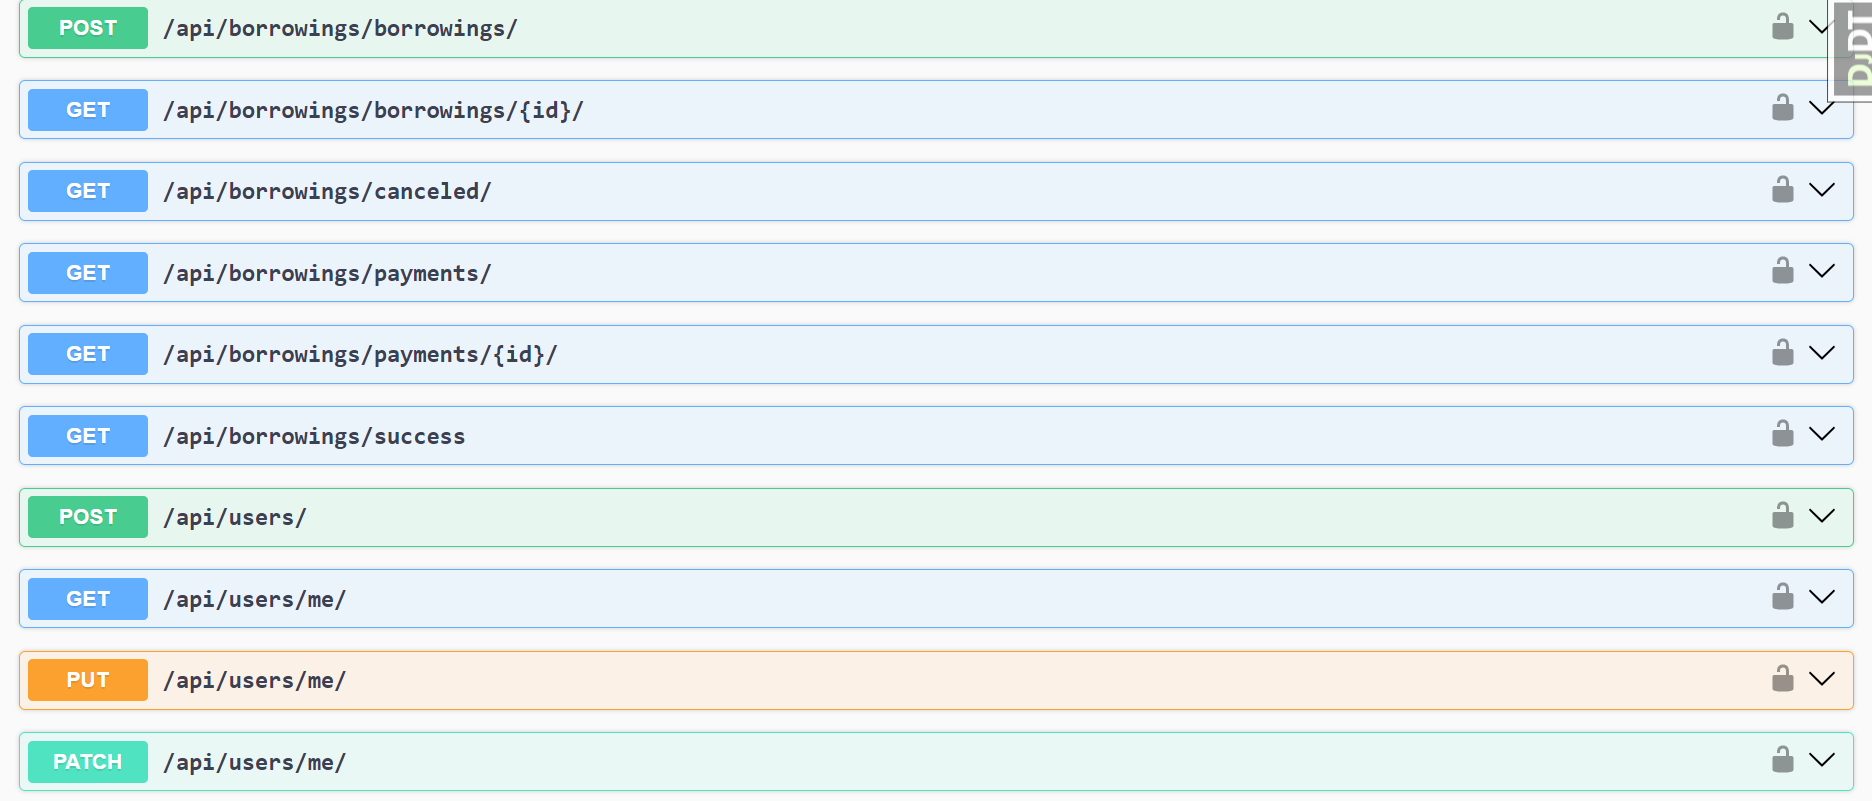 POST /api/borrowings/borrowings/
GET /api/borrowings/borrowings/{id}/
GET /api/borrowings/canceled/
GET /api/borrowings/payments/
GET /api/borrowings/payments/{id}/
GET /api/borrowings/success
POST /api/users/
GET /api/users/me/
PUT /api/users/me/
PATCH /api/users/me/
DjDT